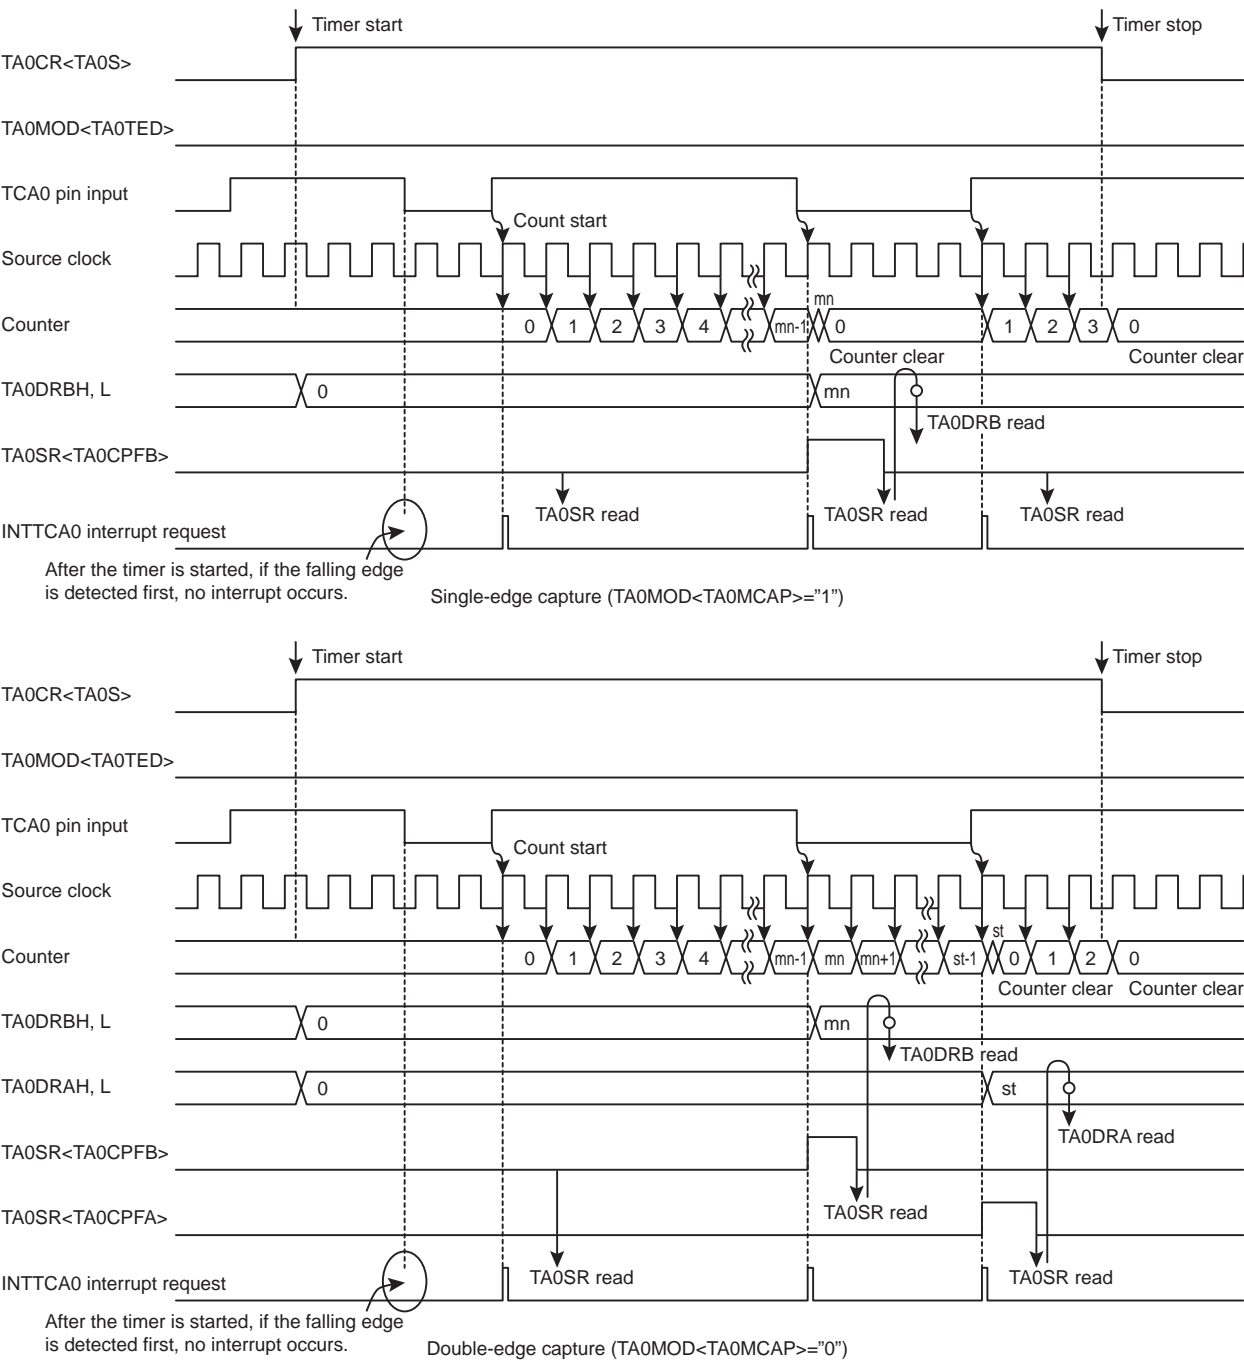 Timer start
Timer stop
TA0CR<TA0S>
TA0MOD<TA0TED>
TCA0 pin input
Count start
Source clock
mn
Counter
0 1 2 3 4 mn-1 0 1 2 3 0
Counter clear
Counter clear
TA0DRBH, L
0
mn
TA0DRB read
TA0SR<TA0CPFB>
TA0SR read
TA0SR read
TA0SR read
INTTCA0 interrupt request
After the timer is started, if the falling edge
is detected first, no interrupt occurs.
Single-edge capture (TA0MOD<TA0MCAP>=”1”)
Timer start
Timer stop
TA0CR<TA0S>
TA0MOD<TA0TED>
TCA0 pin input
Count start
Source clock
st
Counter
0 1 2 3 4 mn-1 mn mn+1 st-1 0 1 2 0
Counter clear
Counter clear
TA0DRBH, L
0
mn
TA0DRB read
TA0DRAH, L
0
st
TA0DRA read
TA0SR<TA0CPFB>
TA0SR read
TA0SR<TA0CPFA>
TA0SR read
TA0SR read
INTTCA0 interrupt request
After the timer is started, if the falling edge
is detected first, no interrupt occurs.
Double-edge capture (TA0MOD<TA0MCAP>=”0”)